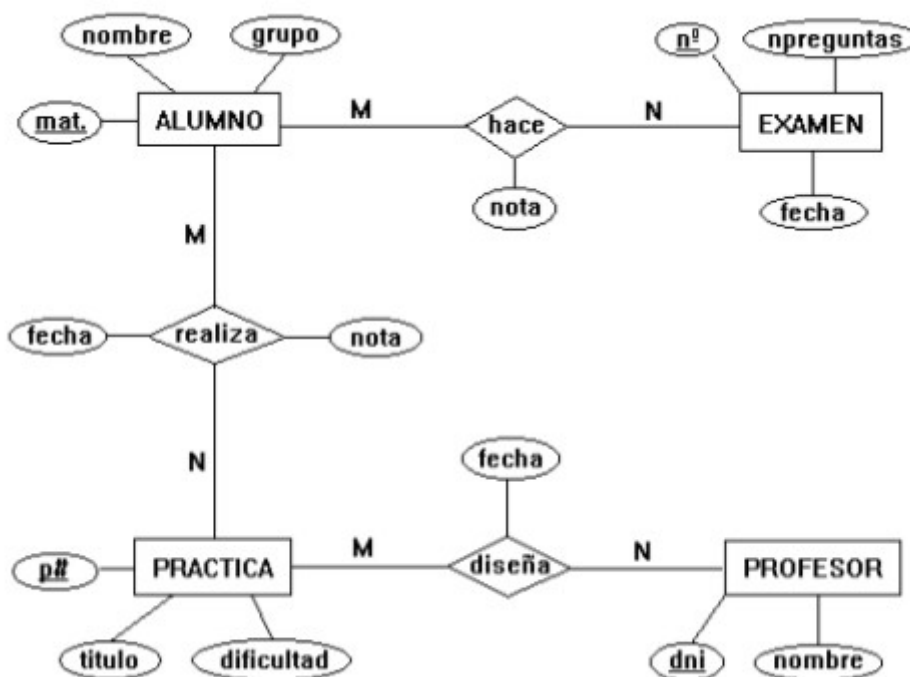 nombre
grupo
nº
npreguntas
mat.
ALUMNO
M
hace
N
EXAMEN
nota
fecha
M
fecha
realiza
nota
N
fecha
p#
PRACTICA
M
diseña
N
PROFESOR
titulo
dificultad
dni
nombre